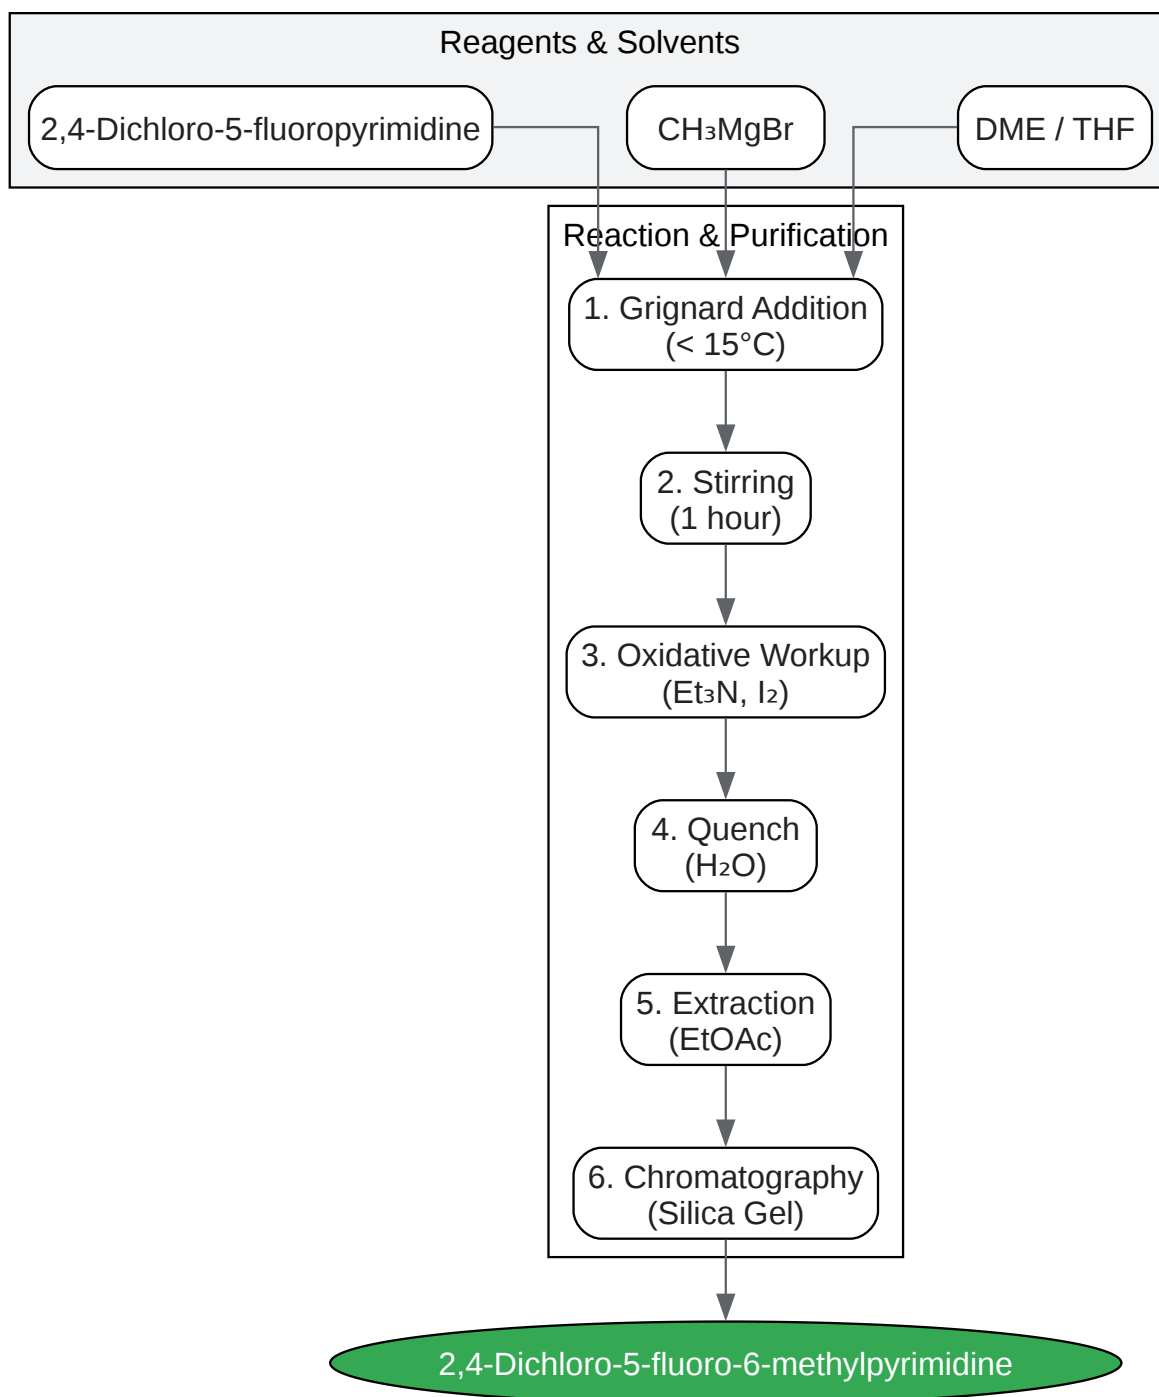 Reagents & Solvents
2,4-Dichloro-5-fluoropyrimidine
CH₃MgBr
DME / THF
Reaction & Purification
1. Grignard Addition
(< 15°C)
2. Stirring
(1 hour)
3. Oxidative Workup
(Et₃N, I₂)
4. Quench
(H₂O)
5. Extraction
(EtOAc)
6. Chromatography
(Silica Gel)
2,4-Dichloro-5-fluoro-6-methylpyrimidine